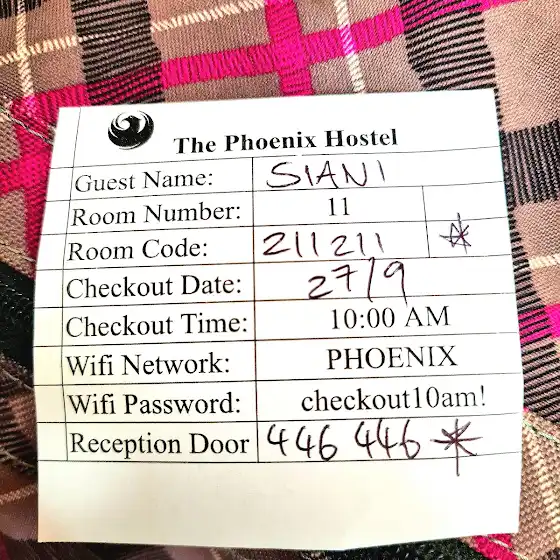 The Phoenix Hostel
Guest Name: SIANI
Room Number: 11
Room Code: 211211 *
Checkout Date: 27/9
Checkout Time: 10:00 AM
Wifi Network: PHOENIX
Wifi Password: checkout10am!
Reception Door 446 446 *